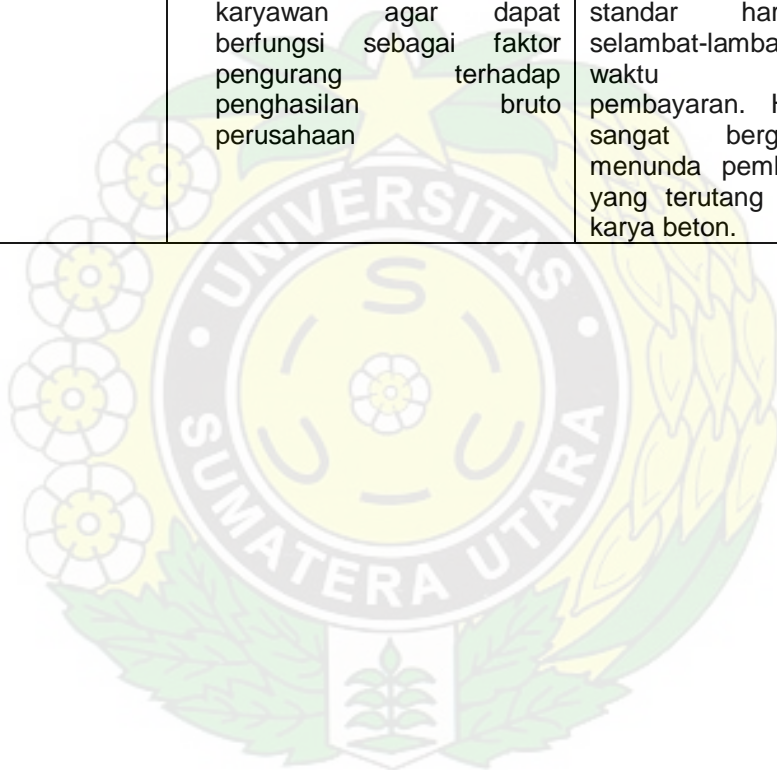 karyawan agar dapat
berfungsi sebagai faktor
pengurang terhadap
penghasilan bruto
perusahaan
standar
selambat-lamba
waktu
pembayaran.
sangat
menunda
yang terutang
karya beton.
UNIVERSITAS
S
U U
SUMATERA UTARA